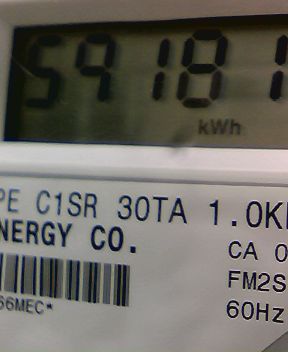 59181
kWh
PE C1SR 30TA 1.0K
NERGY CO.
CA 0
FM2S
66MEC*
60Hz